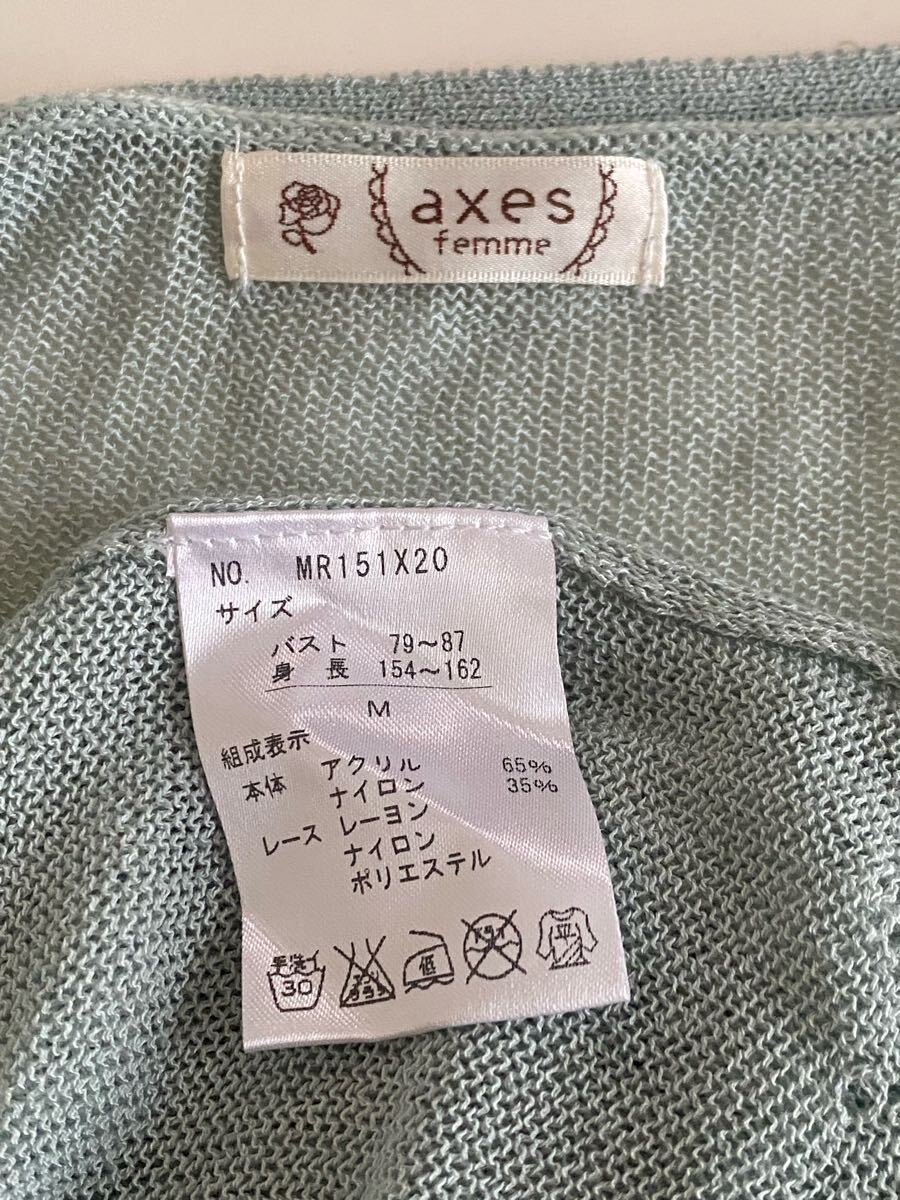 axes
femme
NO. MR151X20
サイズ
バスト 79～87
身長 154～162
M
組成表示
本体 アクリル 65%
ナイロン 35%
レース レーヨン
ナイロン
ポリエステル
手洗イ
30
低